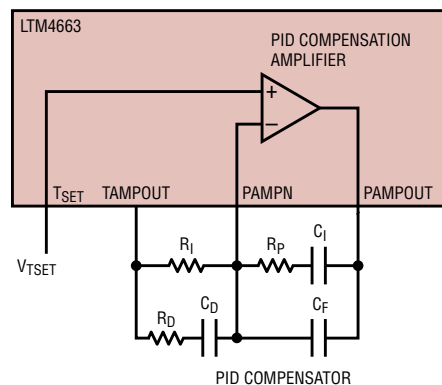 LTM4663
PID COMPENSATION
AMPLIFIER
+
−
TSET
TAMPOUT
PAMPN
PAMPOUT
VTSET
RI
RP
CI
RD
CD
CF
PID COMPENSATOR